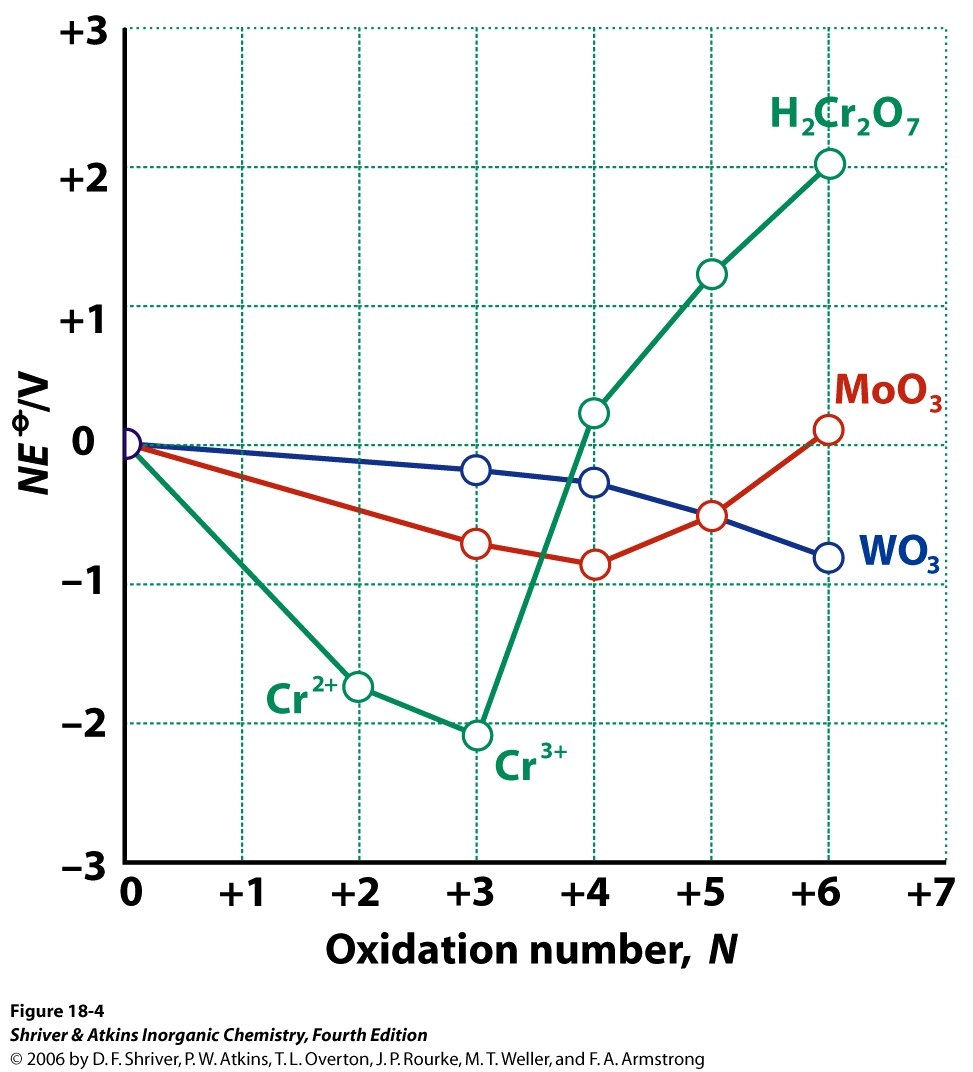 +3
H₂Cr₂O₇
+2
+1
MoO₃
NE⦵/V
0
WO₃
−1
Cr²⁺
−2
Cr³⁺
−3
0 +1 +2 +3 +4 +5 +6 +7
Oxidation number, N
Figure 18-4
Shriver & Atkins Inorganic Chemistry, Fourth Edition
© 2006 by D. F. Shriver, P. W. Atkins, T. L. Overton, J. P. Rourke, M. T. Weller, and F. A. Armstrong